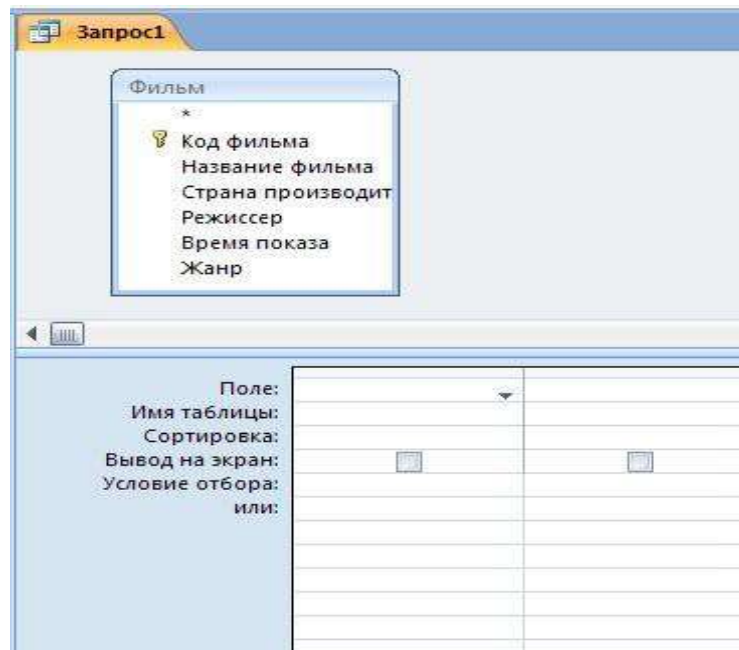 Запрос1
Фильм
*
Код фильма
Название фильма
Страна производит
Режиссер
Время показа
Жанр
Поле:
Имя таблицы:
Сортировка:
Вывод на экран:
Условие отбора:
или: